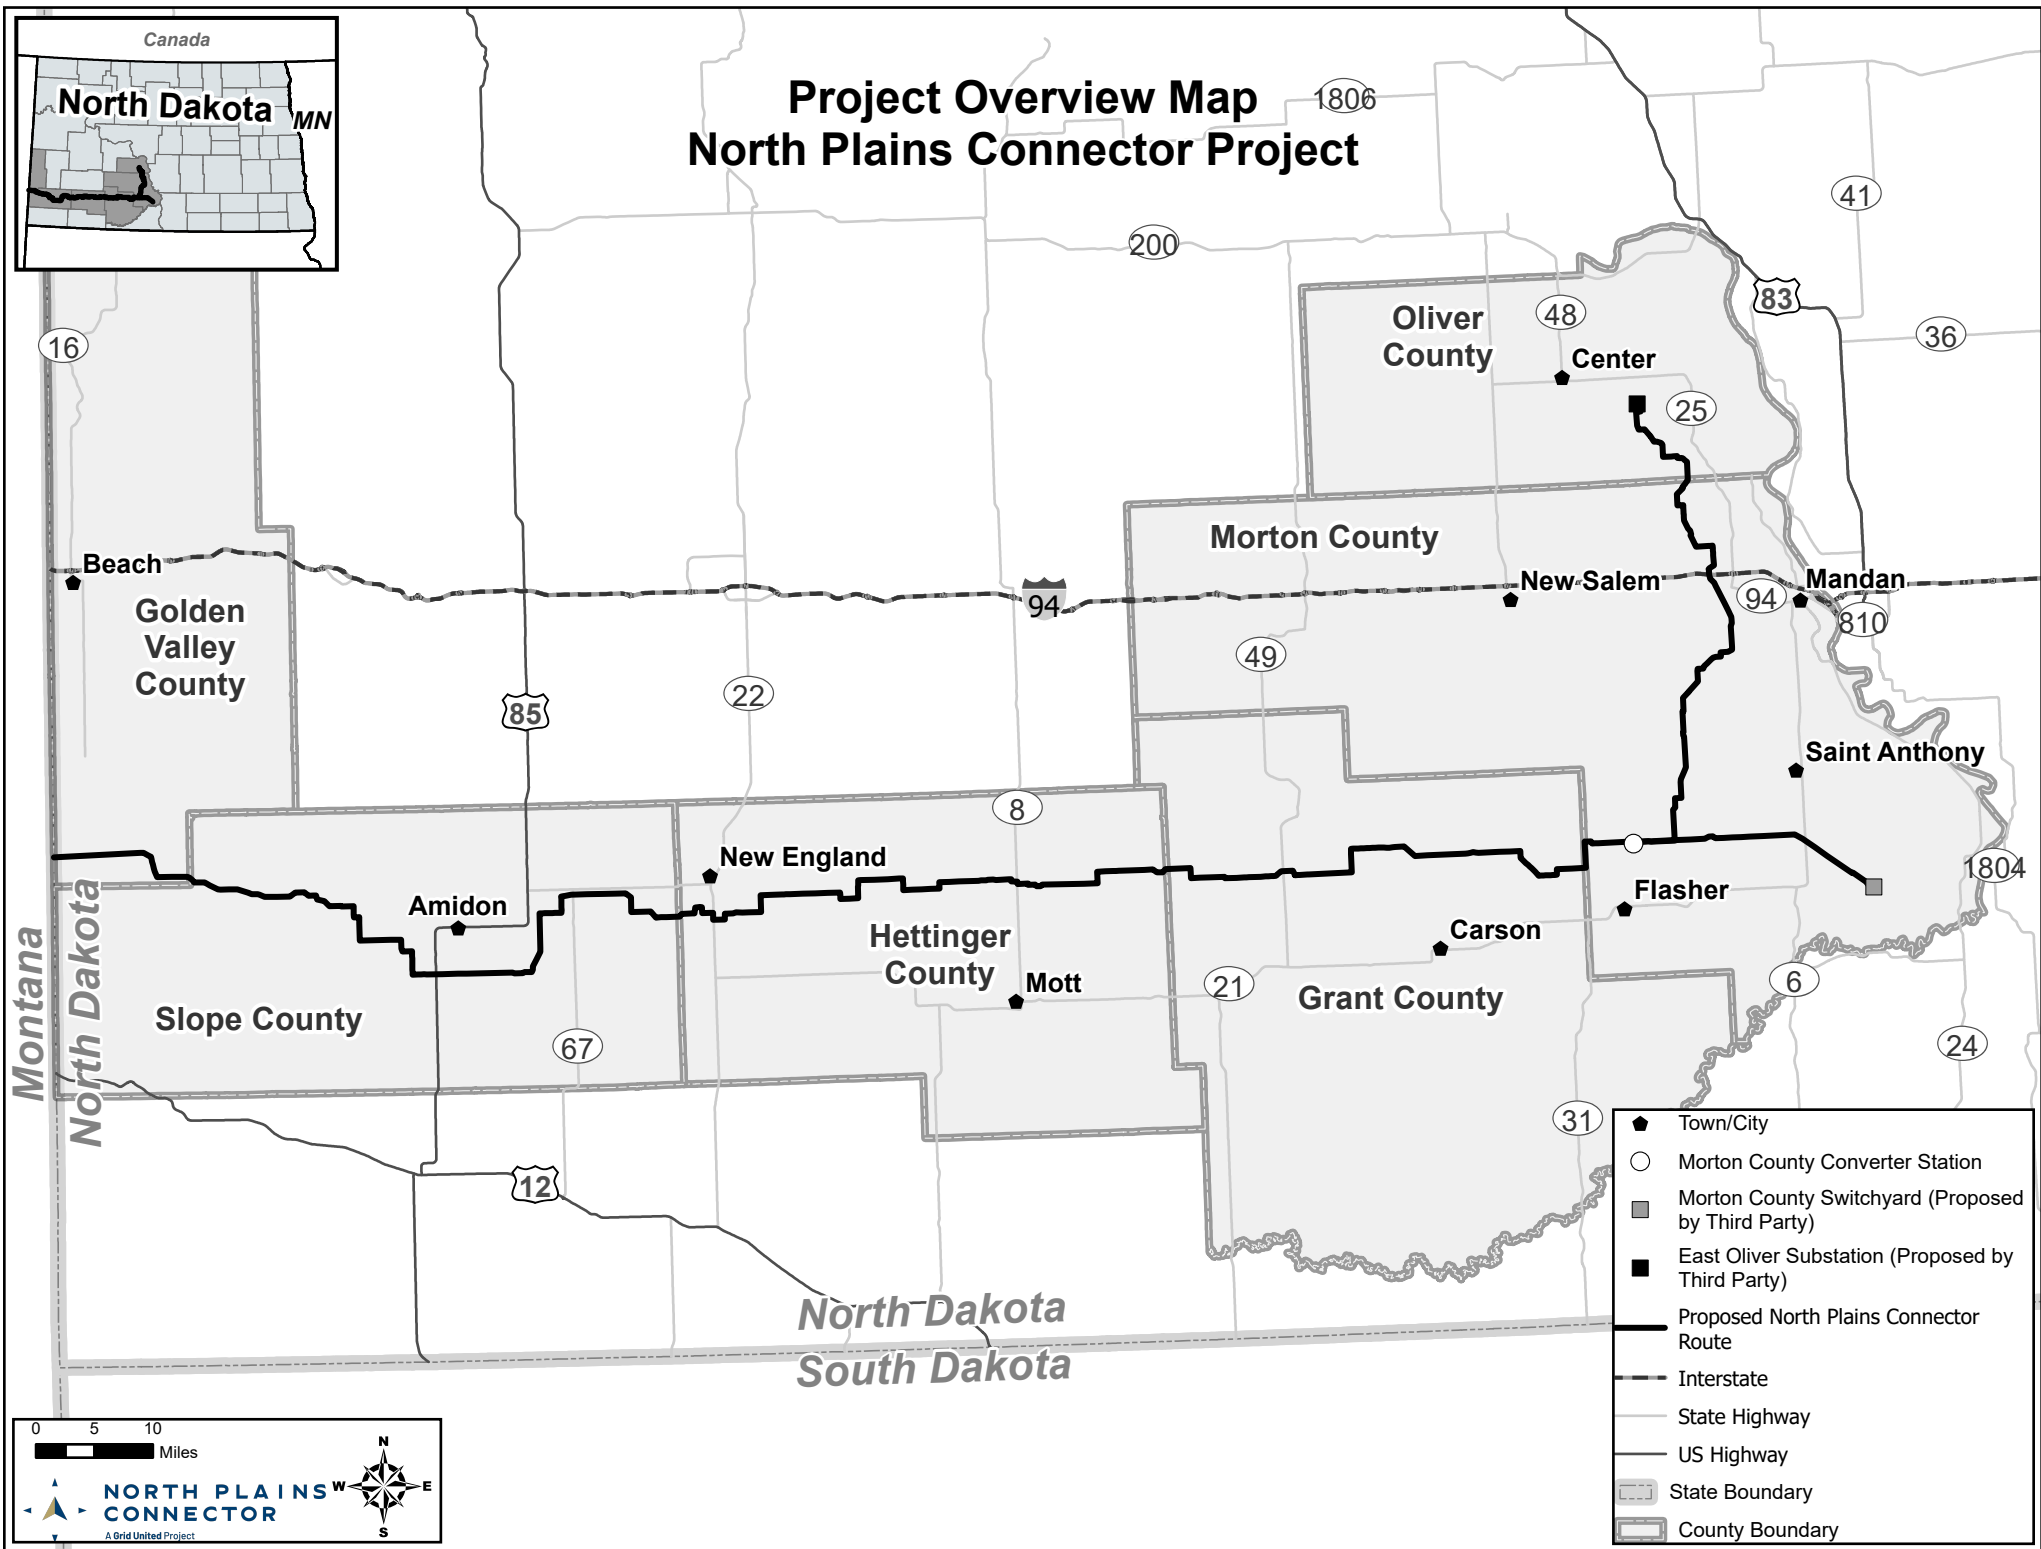 Canada
North Dakota
MN
Project Overview Map
North Plains Connector Project
1806
41
200
83
16
Oliver
County
48
36
Center
25
Morton County
Beach
New Salem
Mandan
94
94
810
Golden
Valley
County
49
22
85
Saint Anthony
8
New England
1804
Flasher
Amidon
Carson
Hettinger
County
Mott
21
6
Grant County
Slope County
Montana
North Dakota
67
24
31
12
North Dakota
South Dakota
Town/City
Morton County Converter Station
Morton County Switchyard (Proposed
by Third Party)
East Oliver Substation (Proposed by
Third Party)
Proposed North Plains Connector
Route
Interstate
State Highway
US Highway
State Boundary
County Boundary
0 5 10
Miles
N
W E
S
NORTH PLAINS
CONNECTOR
A Grid United Project